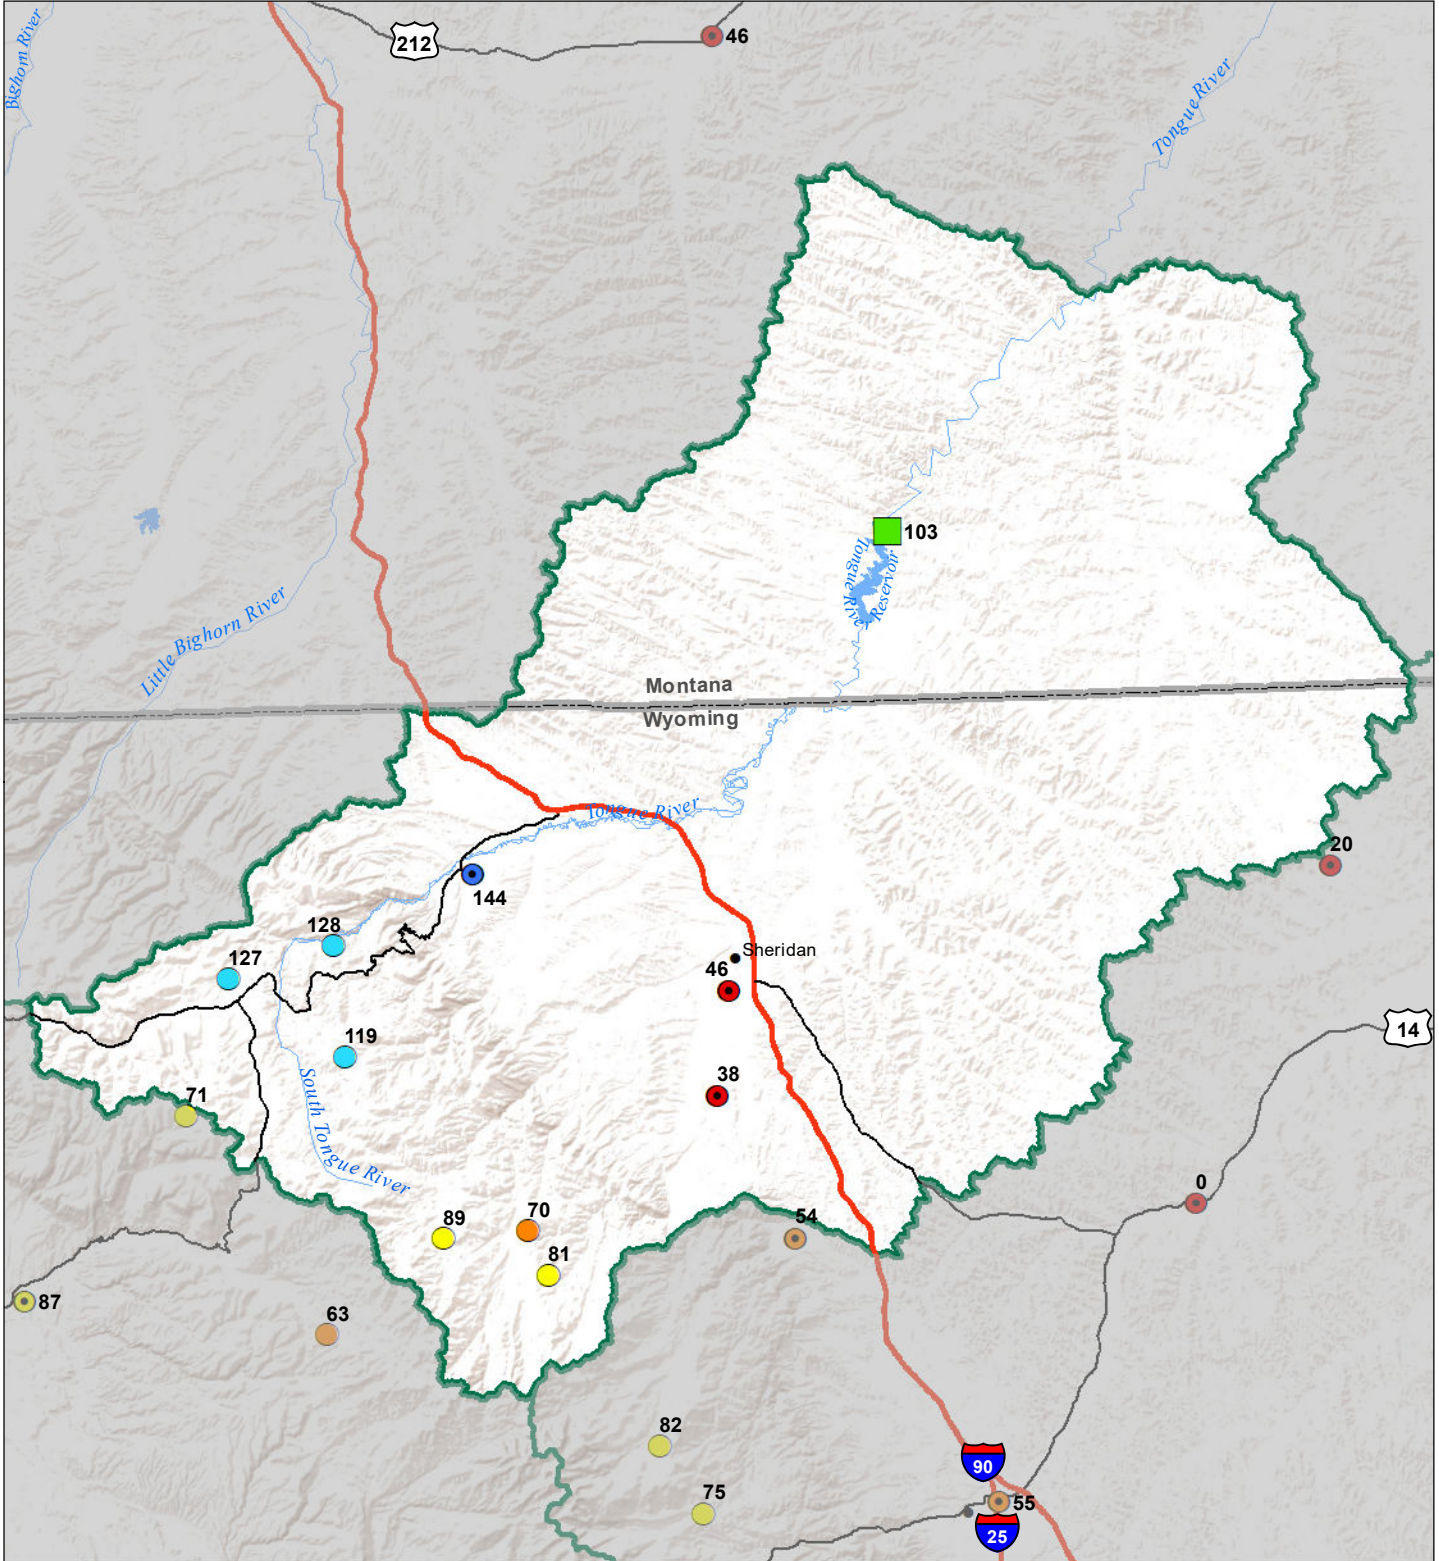 Bighorn River
212
46
Tongue River
103
Tongue River
Reservoir
Little Bighorn River
Montana
Wyoming
Tongue River
20
144
128
127
Sheridan
46
14
119
38
71
South Tongue River
0
89
70
54
81
87
63
82
90
75
55
25